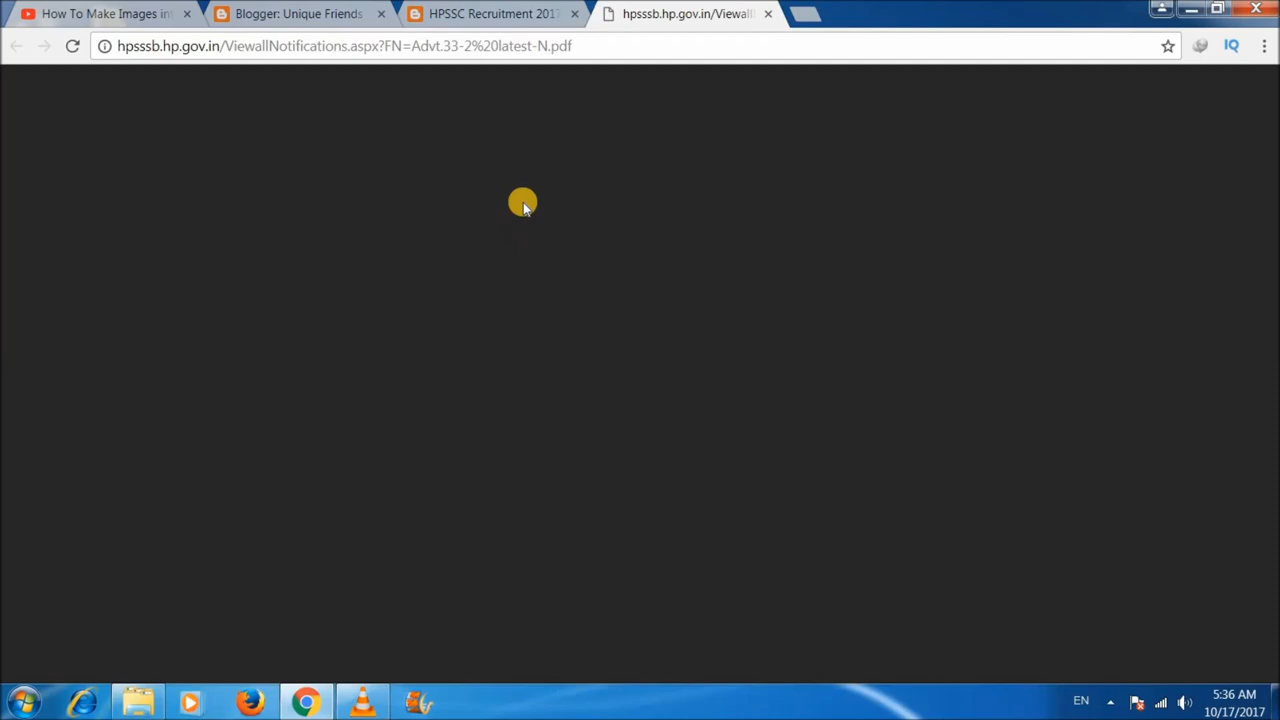 How To Make Images in
Blogger: Unique Friends
HPSSC Recruitment 2017
hpsssb.hp.gov.in/Viewall
hpsssb.hp.gov.in/ViewallNotifications.aspx?FN=Advt.33-2%20latest-N.pdf
IQ
EN
5:36 AM
10/17/2017